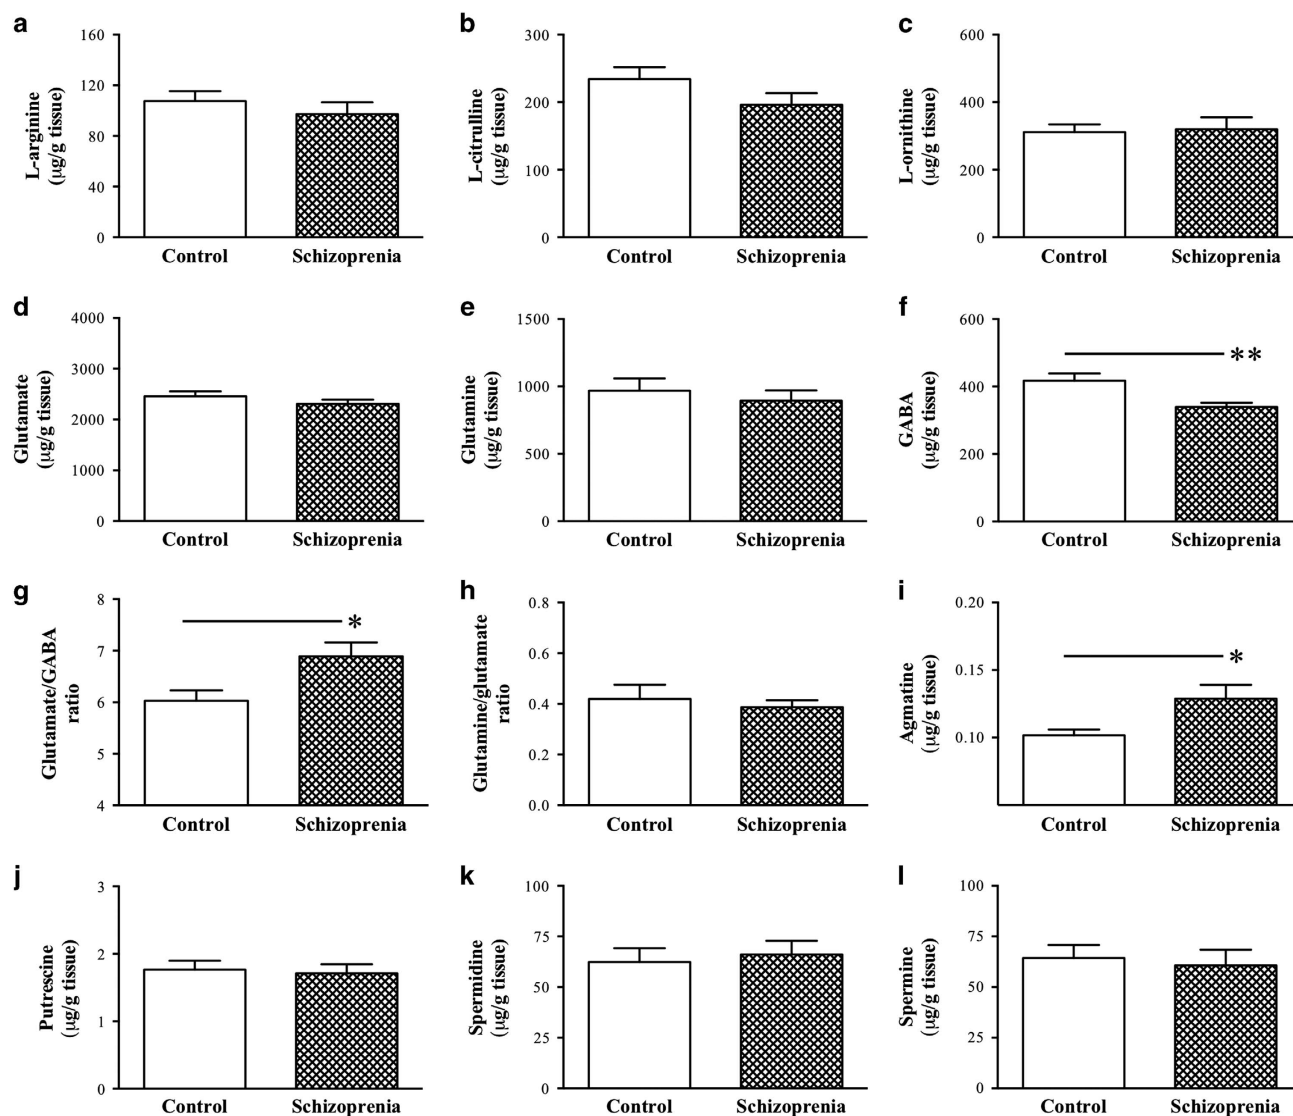 a
L-arginine
(µg/g tissue)
160
120
80
40
0
Control Schizoprenia
b
L-citrulline
(µg/g tissue)
300
200
100
0
Control Schizoprenia
c
L-ornithine
(µg/g tissue)
600
400
200
0
Control Schizoprenia
d
Glutamate
(µg/g tissue)
4000
3000
2000
1000
0
Control Schizoprenia
e
Glutamine
(µg/g tissue)
1500
1000
500
0
Control Schizoprenia
f
GABA
(µg/g tissue)
600
400
200
0
**
Control Schizoprenia
g
Glutamate/GABA
ratio
8
7
6
5
4
*
Control Schizoprenia
h
Glutamine/glutamate
ratio
0.8
0.6
0.4
0.2
0.0
Control Schizoprenia
i
Agmatine
(µg/g tissue)
0.20
0.15
0.10
*
Control Schizoprenia
j
Putrescine
(µg/g tissue)
3
2
1
0
Control Schizoprenia
k
Spermidine
(µg/g tissue)
100
75
50
25
0
Control Schizoprenia
l
Spermine
(µg/g tissue)
100
75
50
25
0
Control Schizoprenia